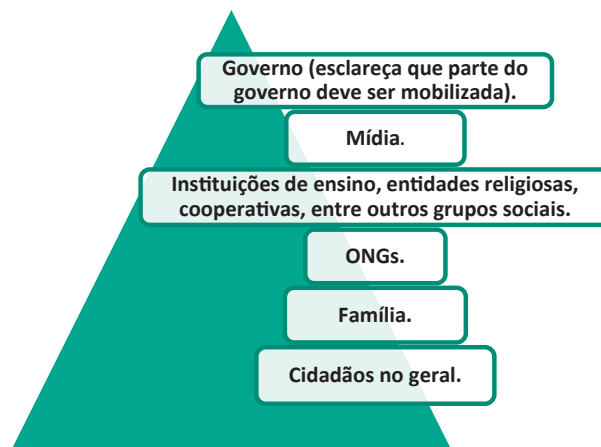 Governo (esclareça que parte do
governo deve ser mobilizada).
Mídia.
Instituições de ensino, entidades religiosas,
cooperativas, entre outros grupos sociais.
ONGs.
Família.
Cidadãos no geral.